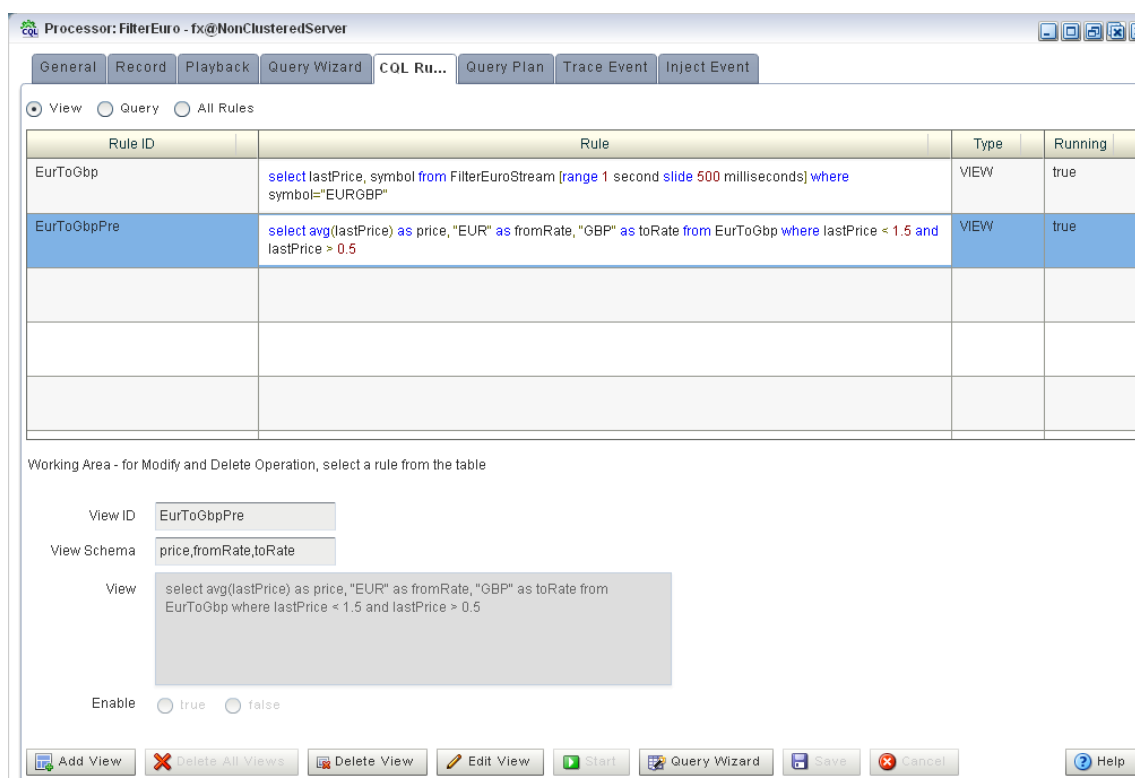 CQL Processor: FilterEuro - fx@NonClusteredServer
General Record Playback Query Wizard CQL Ru... Query Plan Trace Event Inject Event
View Query All Rules
Rule ID Rule Type Running
EurToGbp select lastPrice, symbol from FilterEuroStream [range 1 second slide 500 milliseconds] where VIEW true
symbol="EURGBP"
EurToGbpPre select avg(lastPrice) as price, "EUR" as fromRate, "GBP" as toRate from EurToGbp where lastPrice < 1.5 and VIEW true
lastPrice > 0.5
Working Area - for Modify and Delete Operation, select a rule from the table
View ID EurToGbpPre
View Schema price,fromRate,toRate
View select avg(lastPrice) as price, "EUR" as fromRate, "GBP" as toRate from
EurToGbp where lastPrice < 1.5 and lastPrice > 0.5
Enable true false
Add View Delete All Views Delete View Edit View Start Query Wizard Save Cancel Help